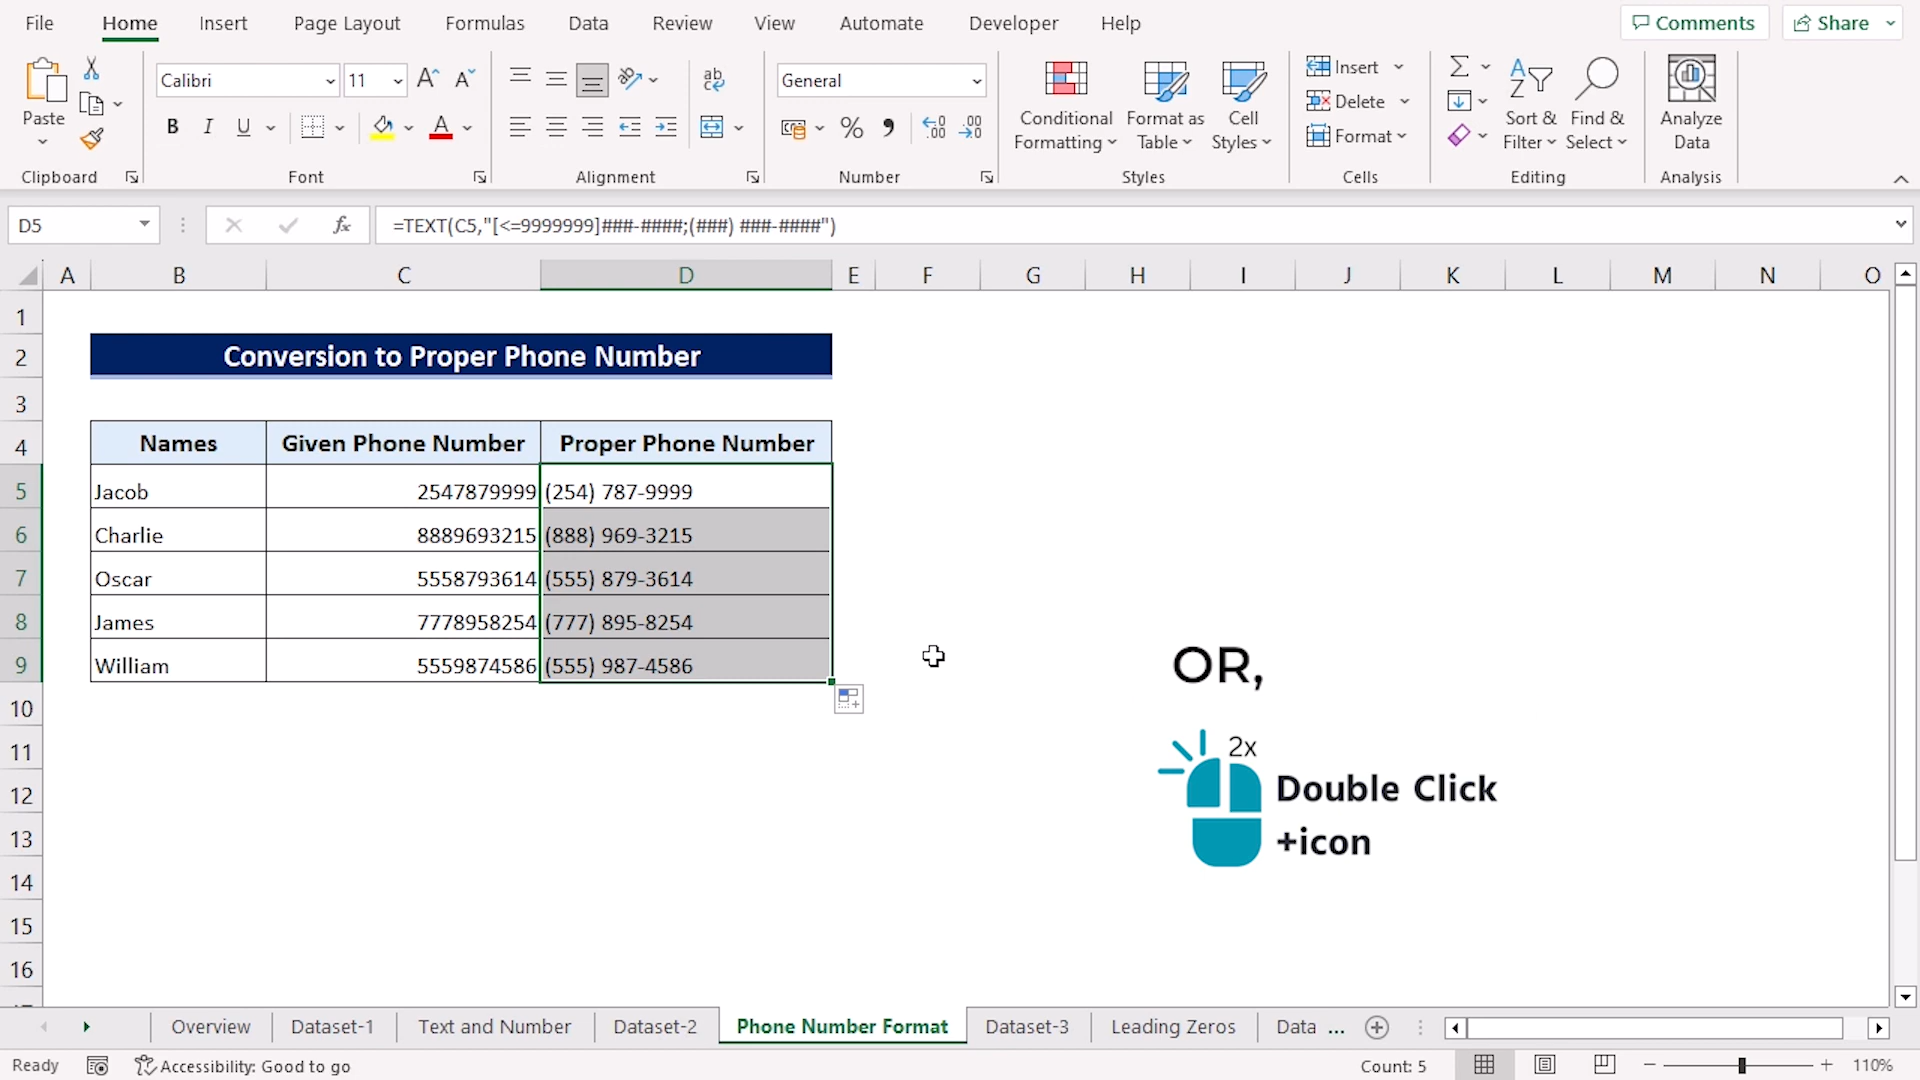 File Home Insert Page Layout Formulas Data Review View Automate Developer Help Comments Share
Calibri 11 General
Paste B I U ab c % Conditional Formatting Format as Table Cell Styles Insert Delete Format Sort & Filter Find & Select Analyze Data
Clipboard Font Alignment Number Styles Cells Editing Analysis
D5 fx =TEXT(C5,"[<=9999999]###-####;(###) ###-####")
A B C D E F G H I J K L M N O
1
2 Conversion to Proper Phone Number
3
4 Names Given Phone Number Proper Phone Number
5 Jacob 2547879999 (254) 787-9999
6 Charlie 8889693215 (888) 969-3215
7 Oscar 5558793614 (555) 879-3614
8 James 7778958254 (777) 895-8254
9 William 5559874586 (555) 987-4586
OR,
10
11 2x
12 Double Click
13 +icon
14
15
16
Overview Dataset-1 Text and Number Dataset-2 Phone Number Format Dataset-3 Leading Zeros Data ...
Ready Accessibility: Good to go Count: 5 110%